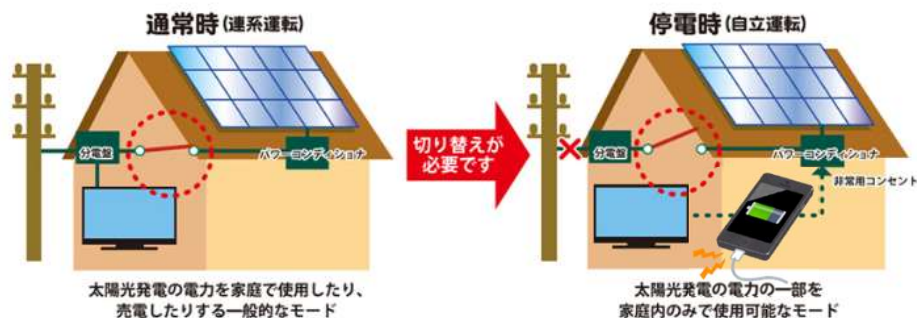 通常時(連系運転)
分電盤
パワーコンディショナ
太陽光発電の電力を家庭で使用したり、
売電したりする一般的なモード
切り替えが
必要です
停電時(自立運転)
分電盤
パワーコンディショナ
非常用コンセント
太陽光発電の電力の一部を
家庭内のみで使用可能なモード